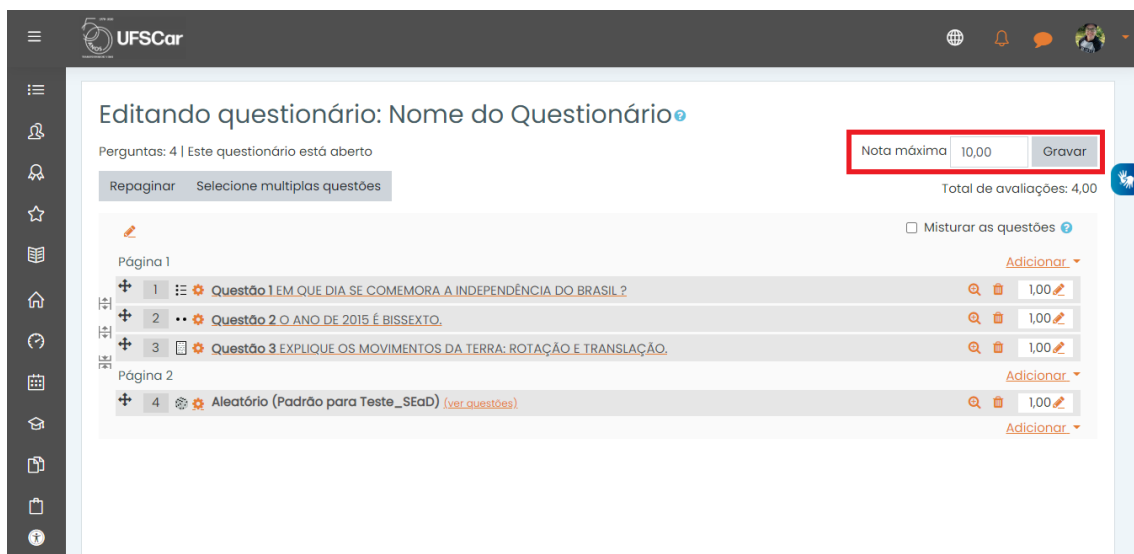 UFSCar
Editando questionário: Nome do Questionário
Perguntas: 4 | Este questionário está aberto
Nota máxima 10,00 Gravar
Repaginar Selecione multiplas questões
Total de avaliações: 4,00
Misturar as questões
Página 1
Adicionar
1 Questão 1 EM QUE DIA SE COMEMORA A INDEPENDÊNCIA DO BRASIL ? 1,00
2 Questão 2 O ANO DE 2015 É BISSEXTO. 1,00
3 Questão 3 EXPLIQUE OS MOVIMENTOS DA TERRA: ROTAÇÃO E TRANSLAÇÃO. 1,00
Página 2
Adicionar
4 Aleatório (Padrão para Teste_SEaD) (ver questões) 1,00
Adicionar